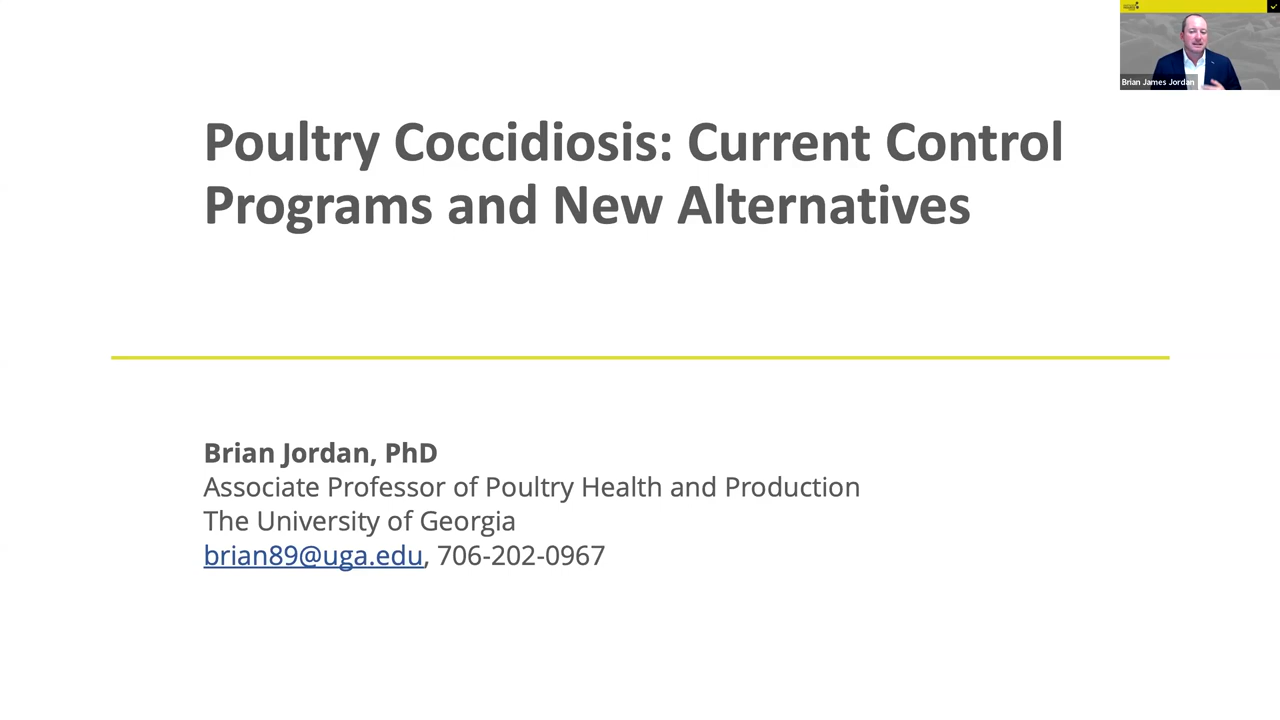 Brian James Jordan
Poultry Coccidiosis: Current Control
Programs and New Alternatives
Brian Jordan, PhD
Associate Professor of Poultry Health and Production
The University of Georgia
brian89@uga.edu, 706-202-0967